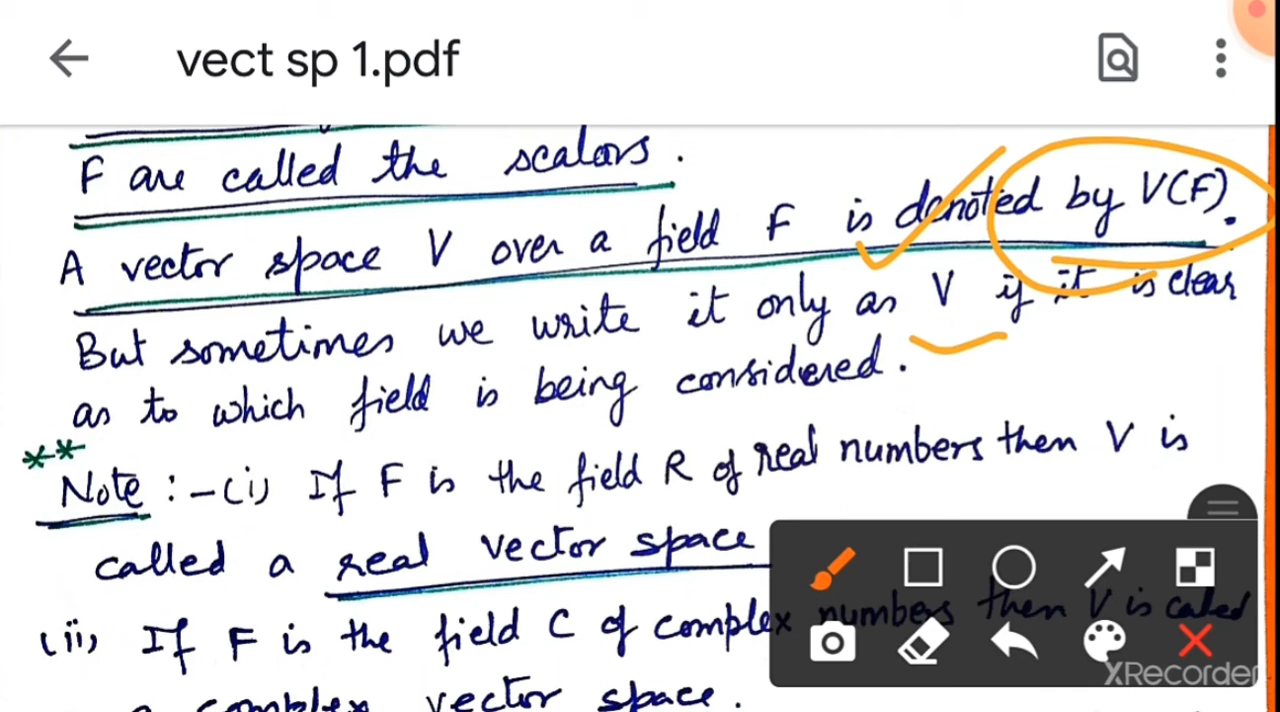 vect sp 1.pdf
F are called the scalars.
A vector space V over a field F is denoted by V(F).
But sometimes we write it only as V if it is clear
as to which field is being considered.
**
Note :- (i) If F is the field R of real numbers then V is
called a real vector space
(ii) If F is the field C of complex numbers then V is called
a complex vector space.
XRecorder